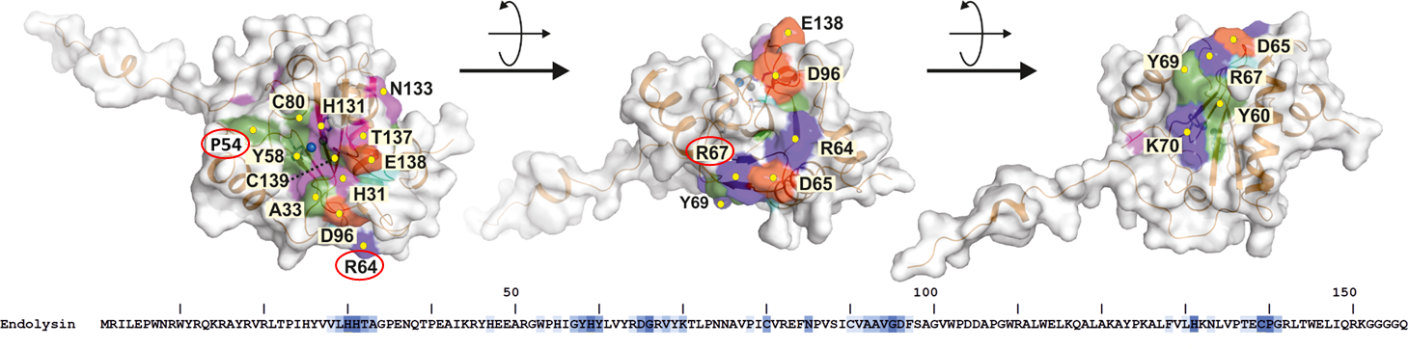 E138
D65
N133
Y69
C80
H131
D96
R67
P54
T137
Y60
Y58
E138
R67
R64
K70
C139
H31
D65
A33
Y69
D96
R64
50 100 150
Endolysin MRILEPWNRWYRQKRAYRVRLTPIHYVVLHHTAGPENQTPEAIKRYHEEARGWPHIGYHYLVYRDGRVYKTLPNNAVPICVREFNPVSICVAAVGDFSAGVWPDDAPGWRALWELKQALAKAYPKALFVLHKNLVPTECPGRLTWELIQRKGGGGQ